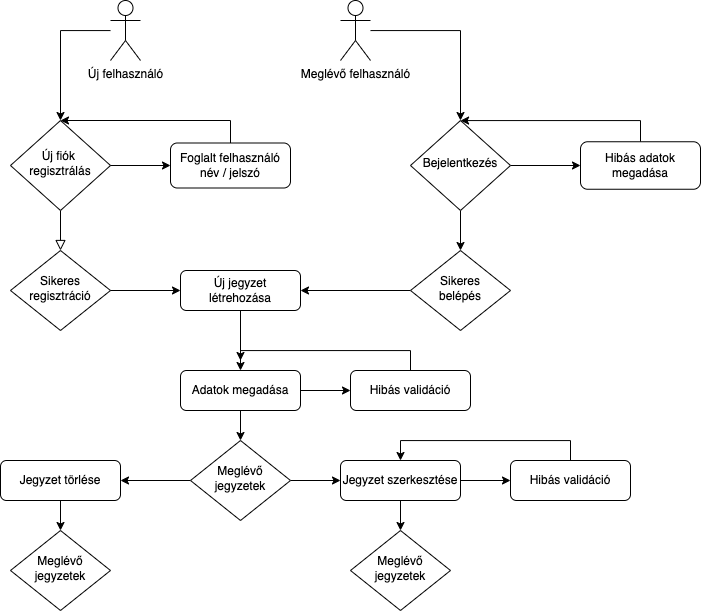 Új felhasználó
Meglévő felhasználó
Új fiók
regisztrálás
Foglalt felhasználó
név / jelszó
Bejelentkezés
Hibás adatok
megadása
Sikeres
regisztráció
Új jegyzet
létrehozása
Sikeres
belépés
Adatok megadása
Hibás validáció
Jegyzet törlése
Meglévő
jegyzetek
Jegyzet szerkesztése
Hibás validáció
Meglévő
jegyzetek
Meglévő
jegyzetek